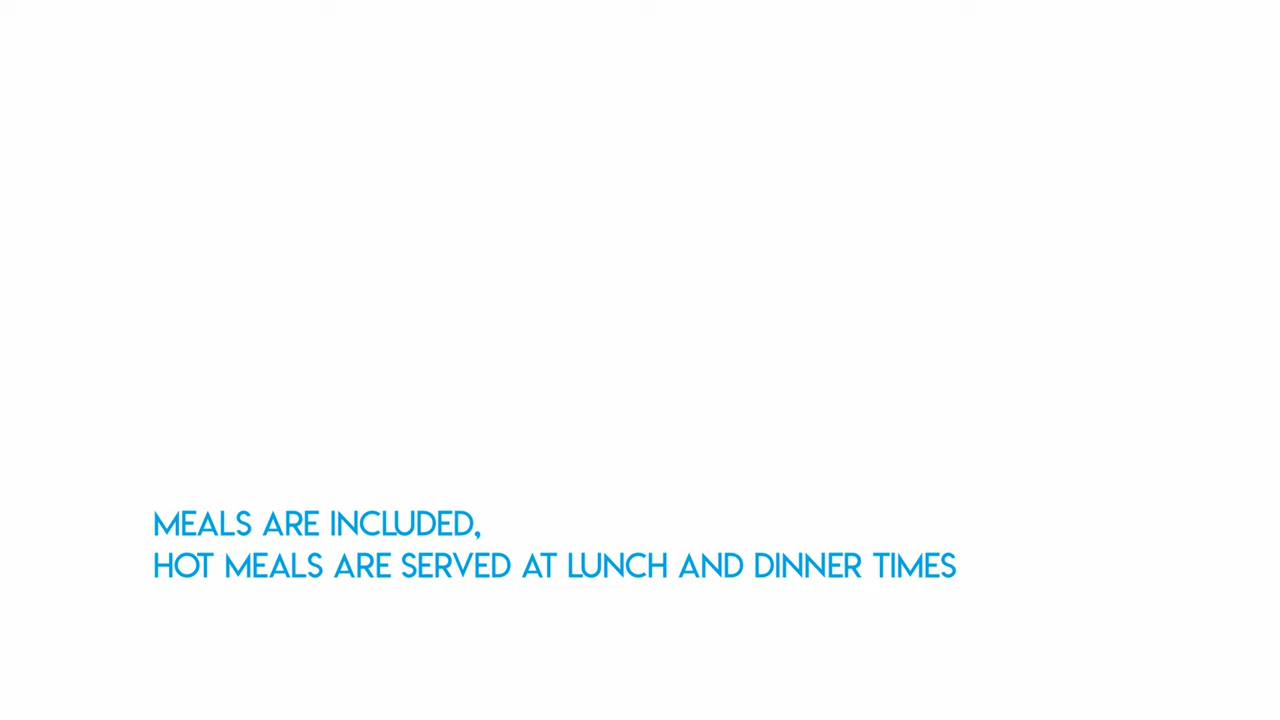 MEALS ARE INCLUDED,
HOT MEALS ARE SERVED AT LUNCH AND DINNER TIMES